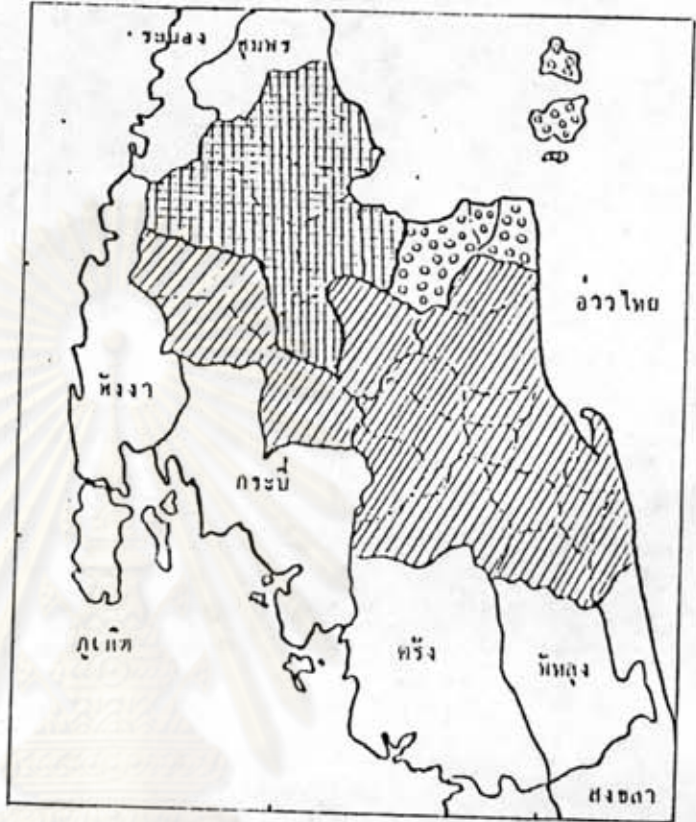 ระนอง
ชุมพร
อ่าวไทย
พังงา
กระบี่
ภูเก็ต
ตรัง
พัทลุง
สงขลา